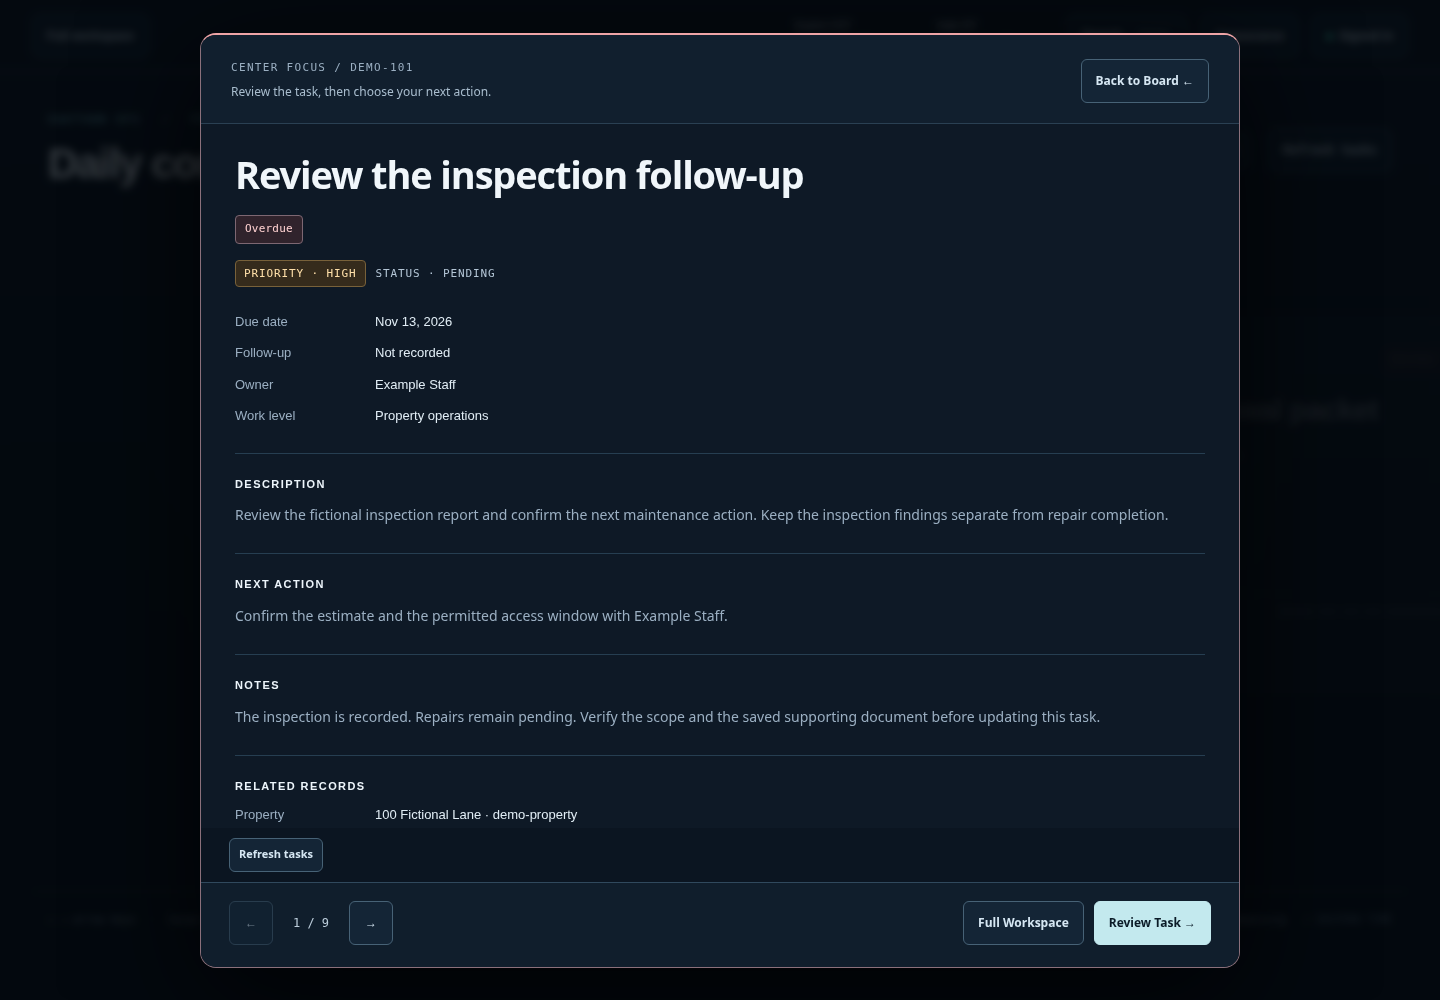 CENTER FOCUS / DEMO-101
Review the task, then choose your next action.
Back to Board ←
Review the inspection follow-up
Overdue
PRIORITY · HIGH STATUS · PENDING
Due date Nov 13, 2026
Follow-up Not recorded
Owner Example Staff
Work level Property operations
DESCRIPTION
Review the fictional inspection report and confirm the next maintenance action. Keep the inspection findings separate from repair completion.
NEXT ACTION
Confirm the estimate and the permitted access window with Example Staff.
NOTES
The inspection is recorded. Repairs remain pending. Verify the scope and the saved supporting document before updating this task.
RELATED RECORDS
Property 100 Fictional Lane · demo-property
Refresh tasks
← 1 / 9 → Full Workspace Review Task →
Daily